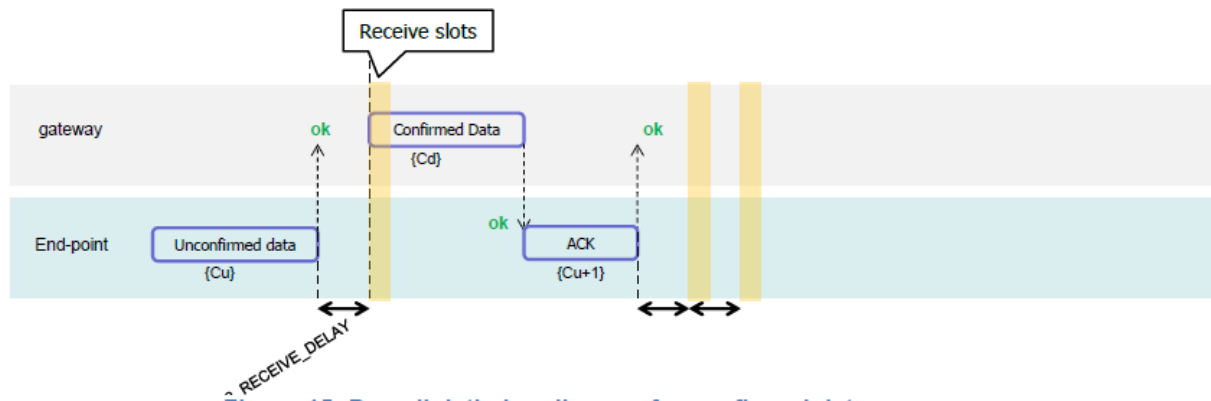 Receive slots
gateway
ok
Confirmed Data
{Cd}
ok
End-point
Unconfirmed data
{Cu}
ok
ACK
{Cu+1}
RECEIVE_DELAY